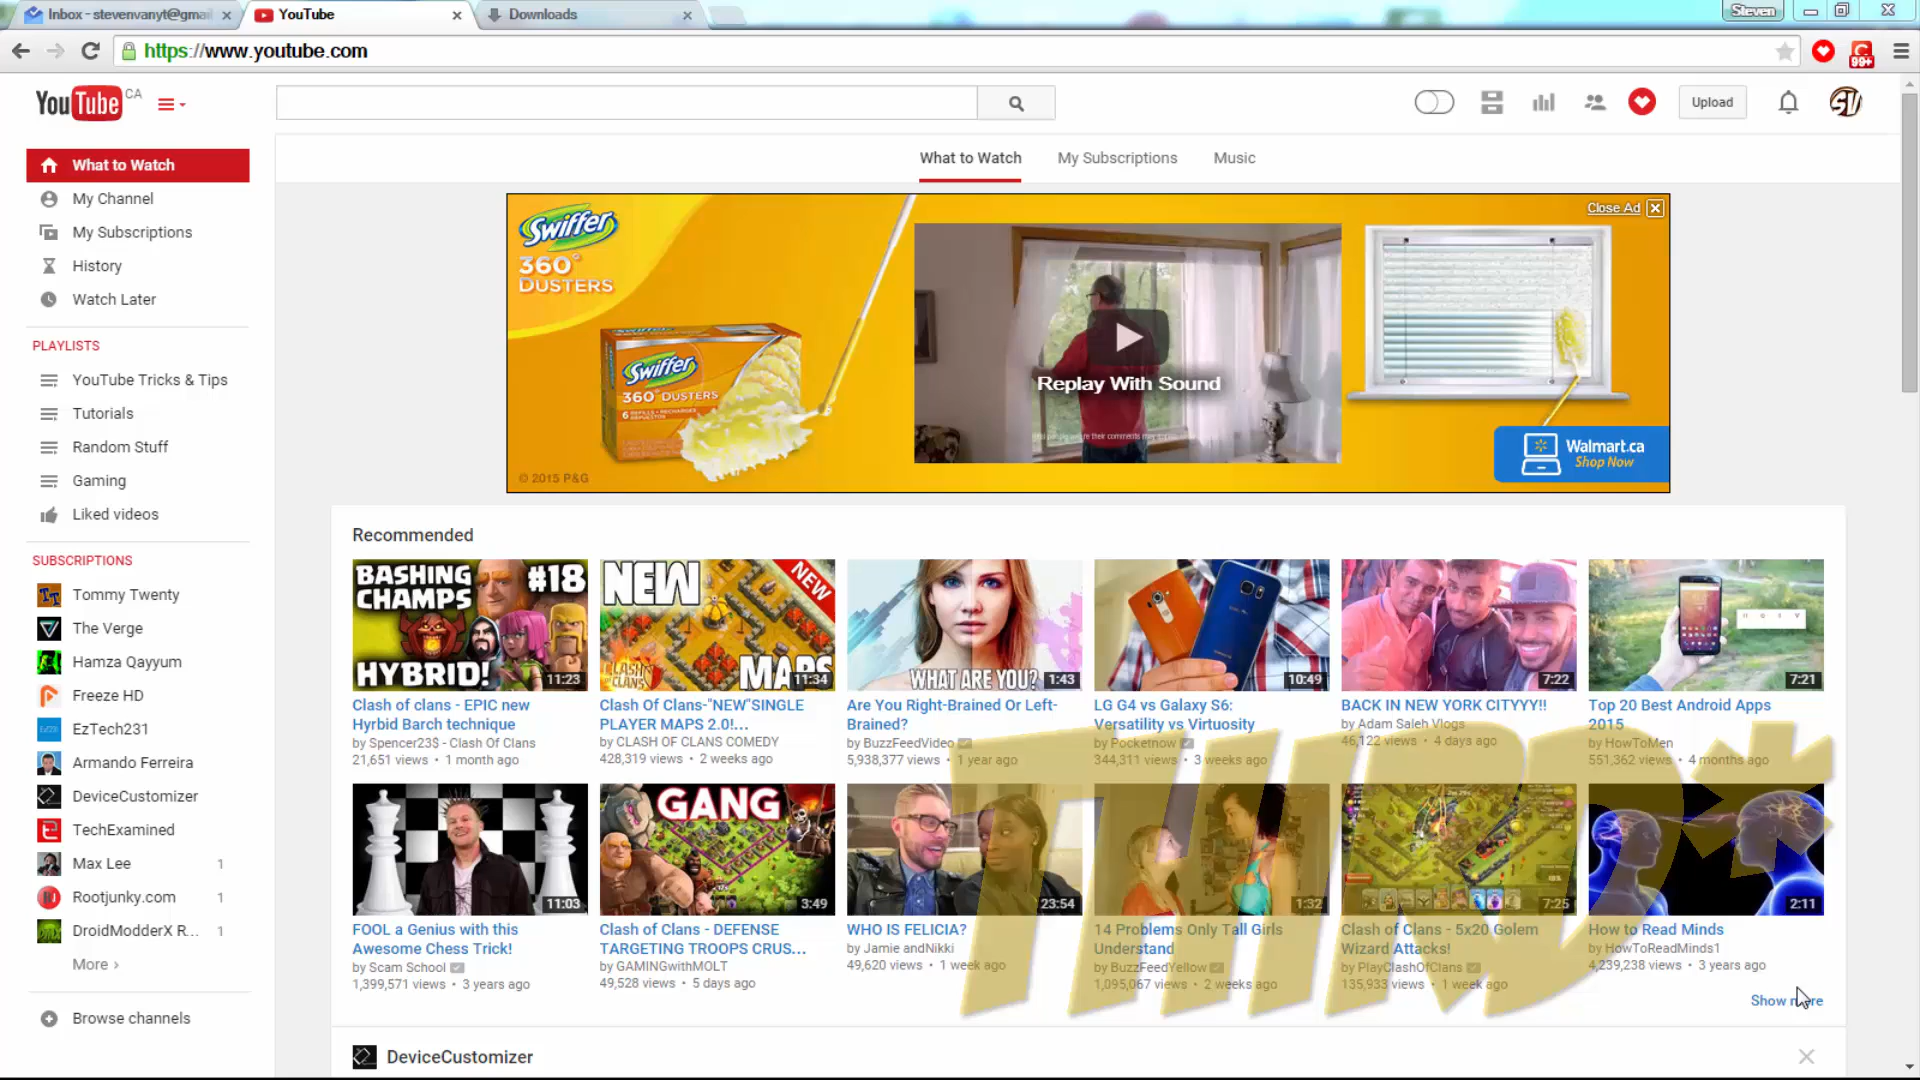 Inbox - stevenvanyt@gmai
YouTube
Downloads
Steven
https://www.youtube.com
99+
YouTube CA
Upload
SV
What to Watch
My Subscriptions
Music
What to Watch
My Channel
My Subscriptions
History
Watch Later
PLAYLISTS
YouTube Tricks & Tips
Tutorials
Random Stuff
Gaming
Liked videos
SUBSCRIPTIONS
Tommy Twenty
The Verge
Hamza Qayyum
Freeze HD
EzTech231
Armando Ferreira
DeviceCustomizer
TechExamined
Max Lee 1
Rootjunky.com 1
DroidModderX R...
More
Browse channels
Swiffer
360°
DUSTERS
Swiffer
360° DUSTERS
© 2015 P&G
Replay With Sound
Close Ad
Walmart.ca
Shop Now
Recommended
BASHING CHAMPS #18
HYBRID!
11:23
Clash of clans - EPIC new
Hyrbid Barch technique
by Spencer23$ - Clash Of Clans
21,651 views • 1 month ago
NEW
NEW
CLASH OF CLANS
MAPS
11:34
Clash Of Clans-"NEW"SINGLE
PLAYER MAPS 2.0!...
by CLASH OF CLANS COMEDY
428,319 views • 2 weeks ago
WHAT ARE YOU?
1:43
Are You Right-Brained Or Left-
Brained?
by BuzzFeedVideo
5,938,377 views • 1 year ago
10:49
LG G4 vs Galaxy S6:
Versatility vs Virtuosity
by Pocketnow
344,311 views • 3 weeks ago
7:22
BACK IN NEW YORK CITYYY!!
by Adam Saleh Vlogs
46,122 views • 4 days ago
7:21
Top 20 Best Android Apps
2015
by HowToMen
551,362 views • 4 months ago
THIRD*
11:03
FOOL a Genius with this
Awesome Chess Trick!
by Scam School
1,399,571 views • 3 years ago
GANG
3:49
Clash of Clans - DEFENSE
TARGETING TROOPS CRUS...
by GAMINGwithMOLT
49,528 views • 5 days ago
23:54
WHO IS FELICIA?
by Jamie andNikki
49,620 views • 1 week ago
1:32
14 Problems Only Tall Girls
Understand
by BuzzFeedYellow
1,095,067 views • 2 weeks ago
7:25
Clash of Clans - 5x20 Golem
Wizard Attacks!
by PlayClashOfClans
135,933 views • 1 week ago
2:11
How to Read Minds
by HowToReadMinds1
4,239,238 views • 3 years ago
Show more
DeviceCustomizer